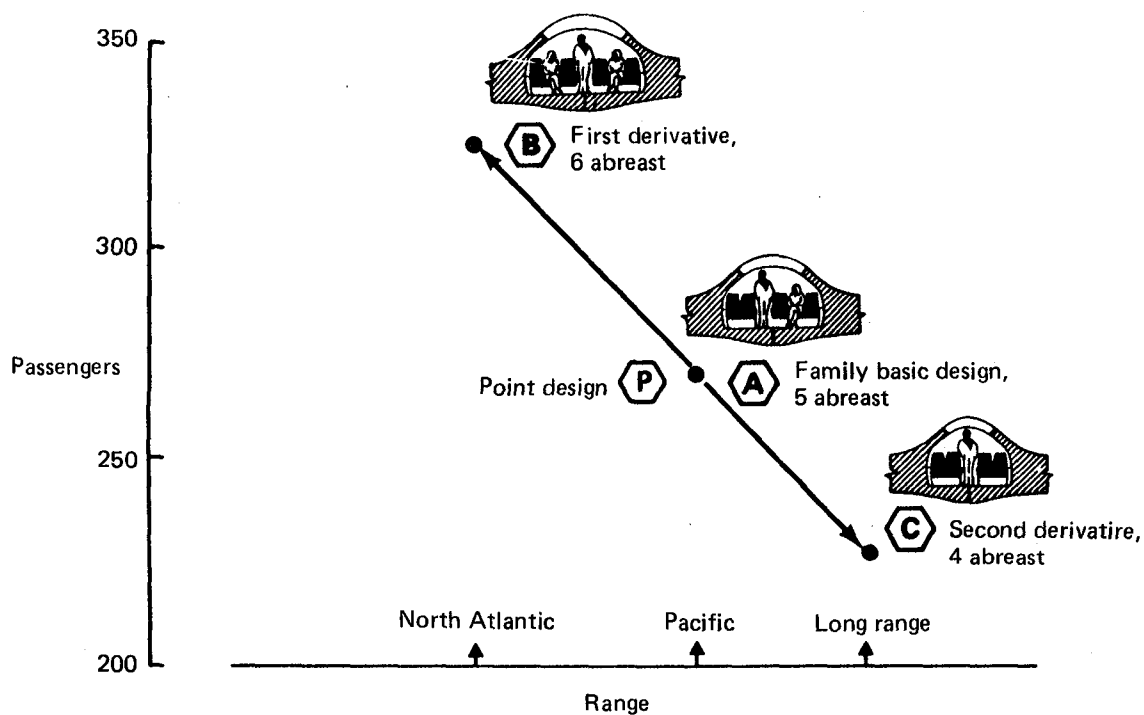 350
B
First derivative,
6 abreast
300
Passengers
Point design
P
A
Family basic design,
5 abreast
250
C
Second derivatire,
4 abreast
North Atlantic
Pacific
Long range
200
Range